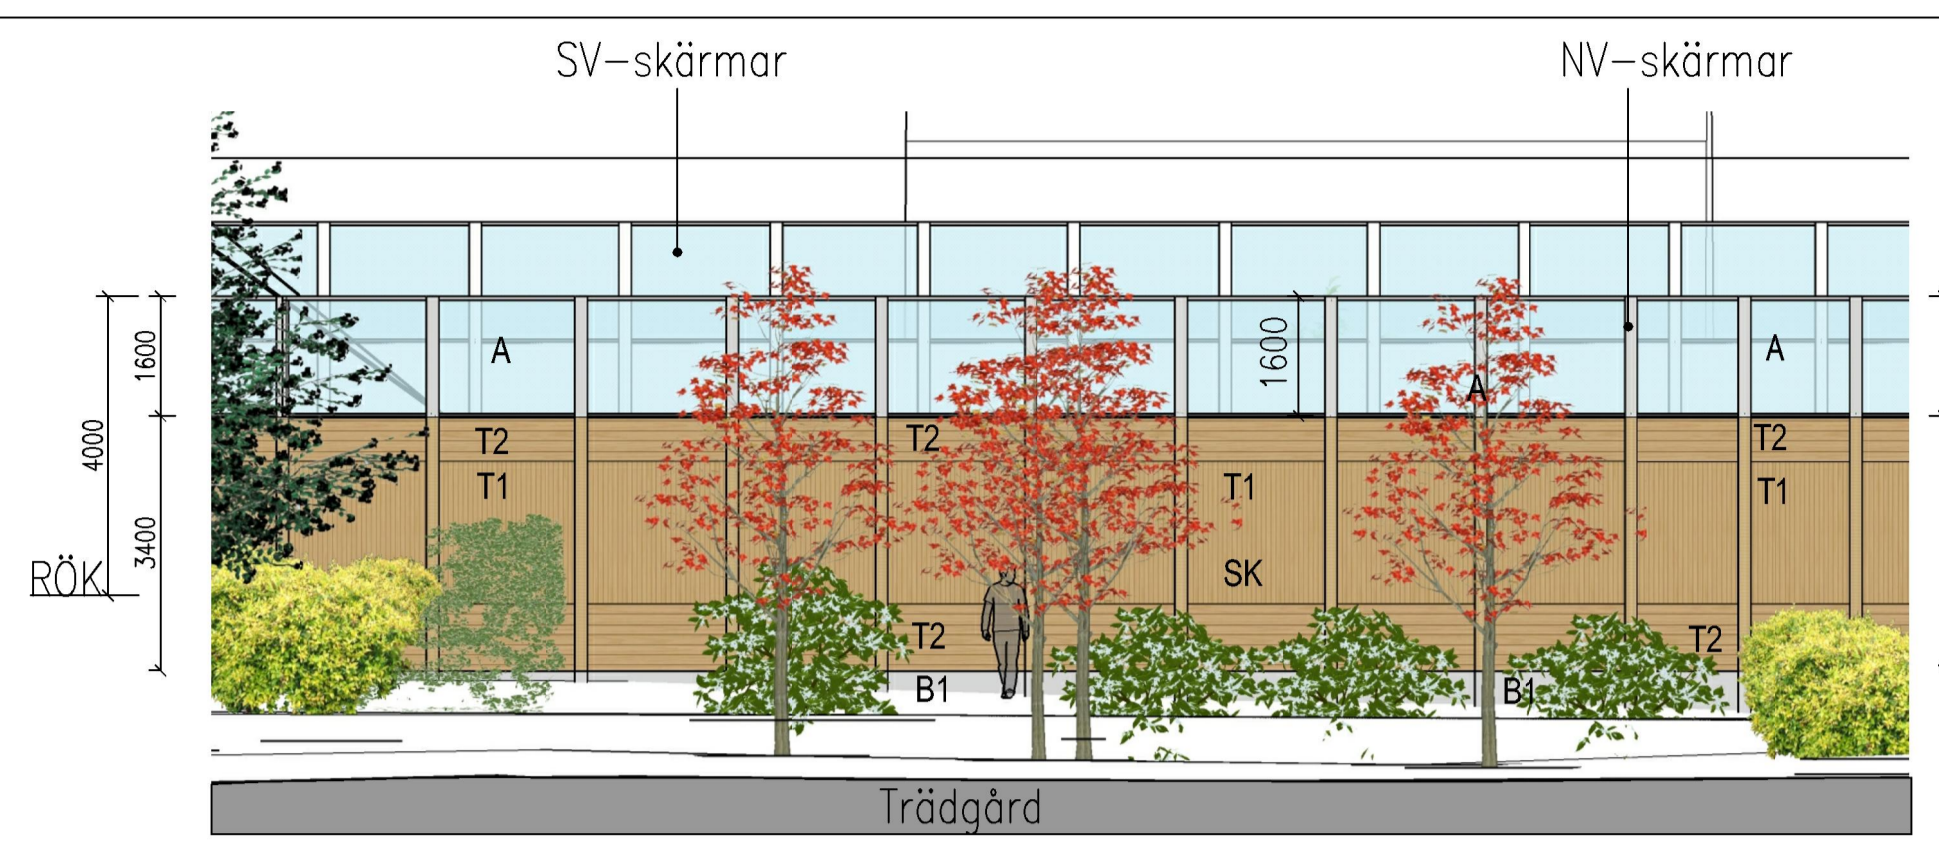 SV-skärmar NV-skärmar
1600 A 1600 A A
4000
T2 T2 T2
T1 T1 T1
3400
RÖK SK
T2 T2
B1 B1
Trädgård